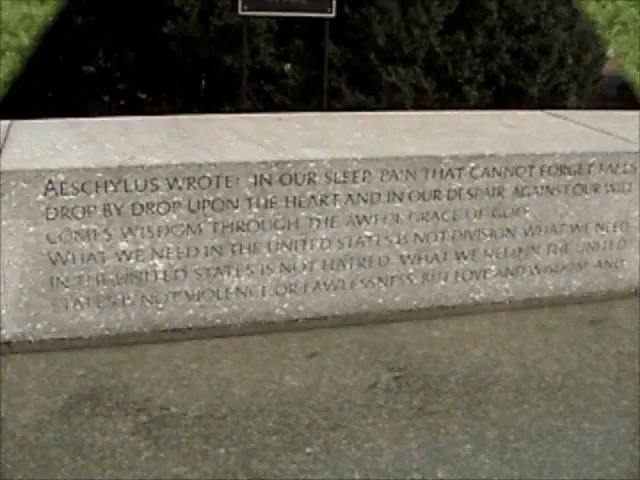 AESCHYLUS WROTE: IN OUR SLEEP PAIN THAT CANNOT FORGET FALLS
DROP BY DROP UPON THE HEART AND IN OUR DESPAIR AGAINST OUR WILL
COMES WISDOM THROUGH THE AWFUL GRACE OF GOD
WHAT WE NEED IN THE UNITED STATES IS NOT DIVISION WHAT WE NEED
IN THE UNITED STATES IS NOT HATRED. WHAT WE NEED IN THE UNITED
STATES IS NOT VIOLENCE OR LAWLESSNESS, BUT LOVE AND WISDOM AND